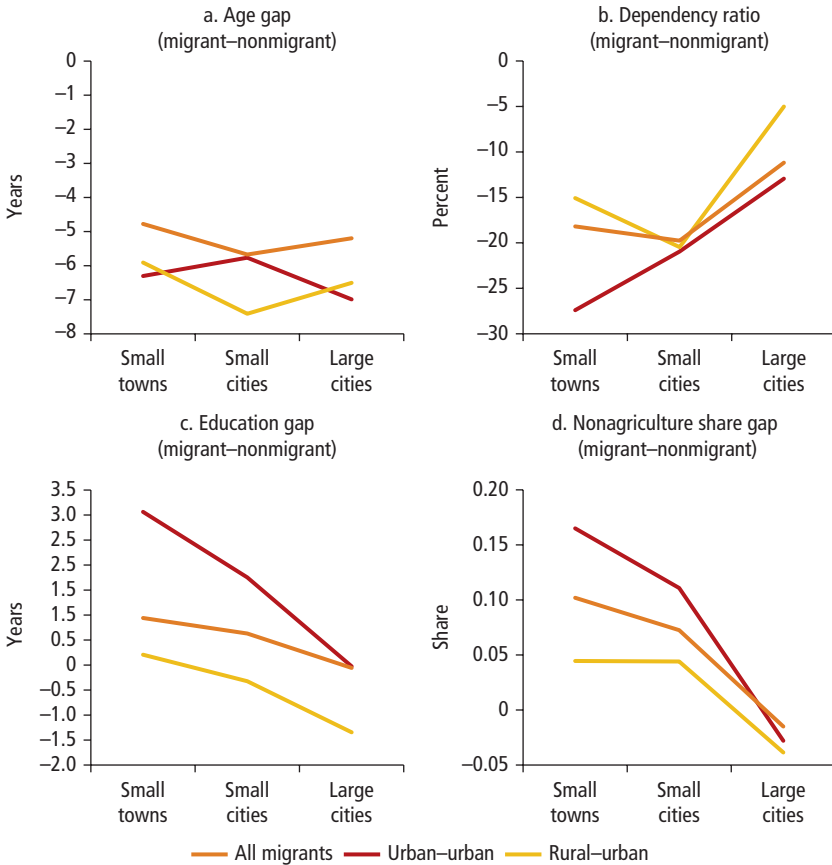 a. Age gap
(migrant–nonmigrant)
0
–1
–2
–3
–4
–5
–6
–7
–8
Years
Small towns
Small cities
Large cities
b. Dependency ratio
(migrant–nonmigrant)
0
–5
–10
–15
–20
–25
–30
Percent
Small towns
Small cities
Large cities
c. Education gap
(migrant–nonmigrant)
3.5
3.0
2.5
2.5
1.5
1.5
0.5
0
–0.5
–1.0
–1.5
–2.0
Years
Small towns
Small cities
Large cities
d. Nonagriculture share gap
(migrant–nonmigrant)
0.20
0.15
0.10
0.05
0
–0.05
Share
Small towns
Small cities
Large cities
All migrants
Urban–urban
Rural–urban